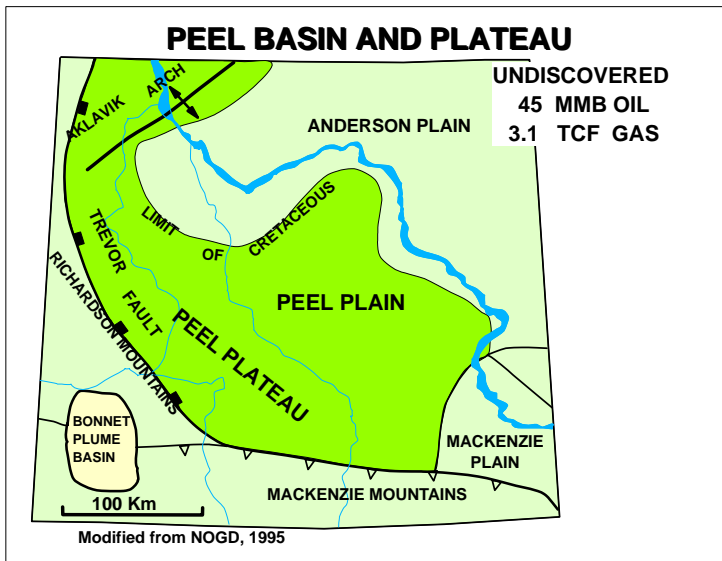 PEEL BASIN AND PLATEAU
UNDISCOVERED
45 MMB OIL
3.1 TCF GAS
AKLAVIK ARCH
ANDERSON PLAIN
LIMIT OF CRETACEOUS
TREVOR FAULT
RICHARDSON MOUNTAINS
PEEL PLAIN
PEEL PLATEAU
BONNET
PLUME
BASIN
MACKENZIE
PLAIN
MACKENZIE MOUNTAINS
100 Km
Modified from NOGD, 1995